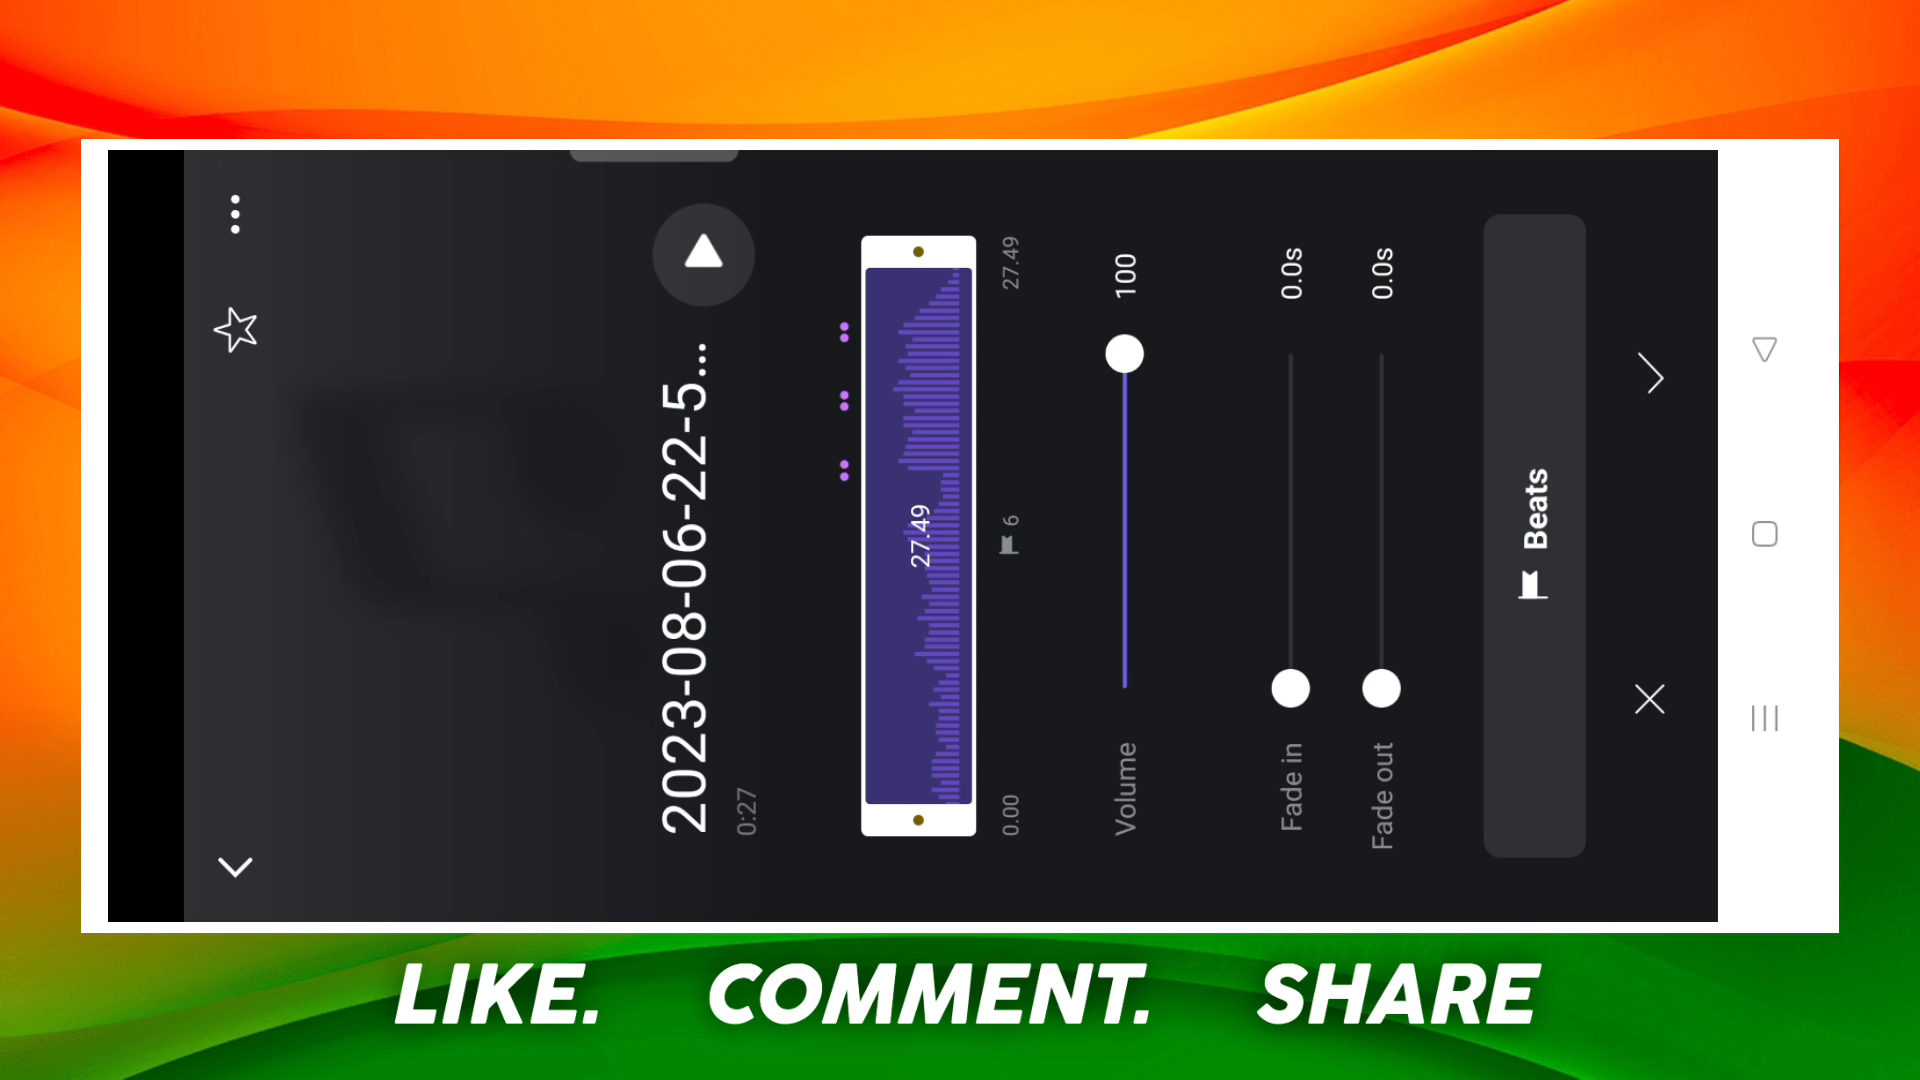 2023-08-06-22-5...
0:27
27.49
0.00
6
27.49
Volume
100
Fade in
0.0s
Fade out
0.0s
Beats
LIKE. COMMENT. SHARE